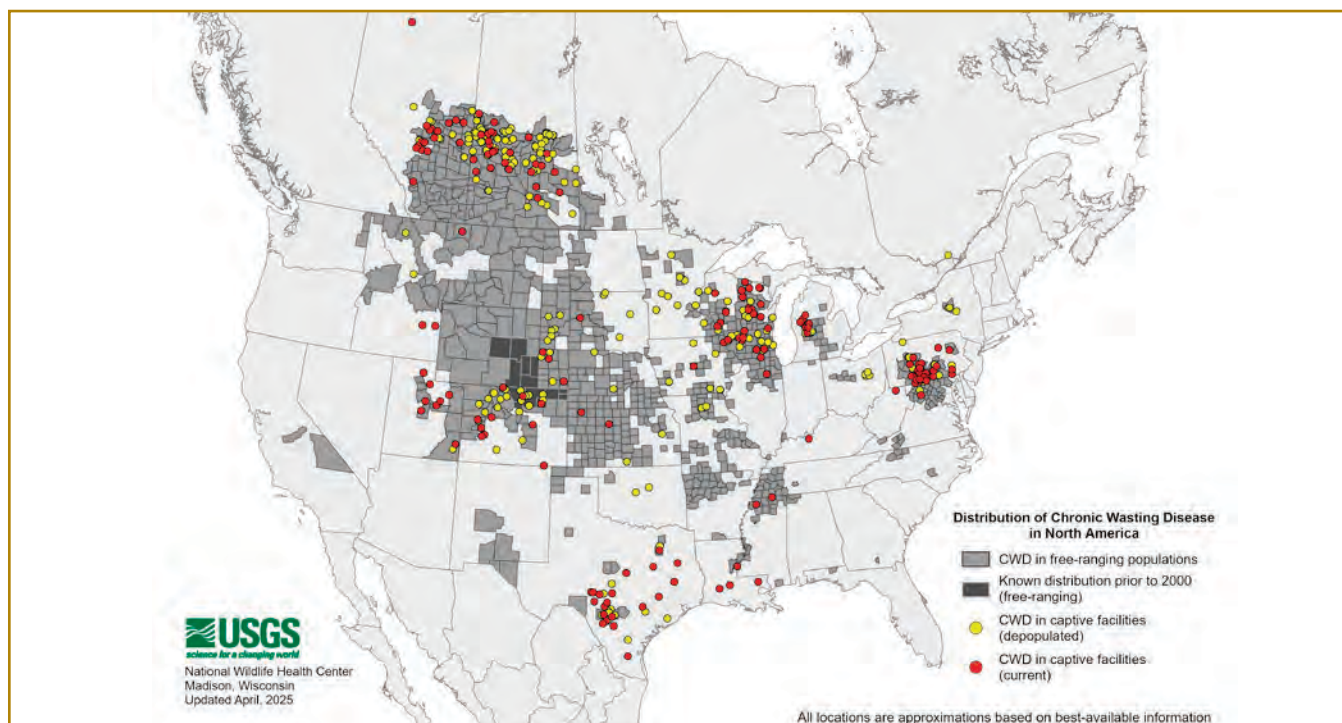 Distribution of Chronic Wasting Disease
in North America
CWD in free-ranging populations
Known distribution prior to 2000
(free-ranging)
CWD in captive facilities
(depopulated)
CWD in captive facilities
(current)
USGS
science for a changing world
National Wildlife Health Center
Madison, Wisconsin
Updated April, 2025
All locations are approximations based on best-available information